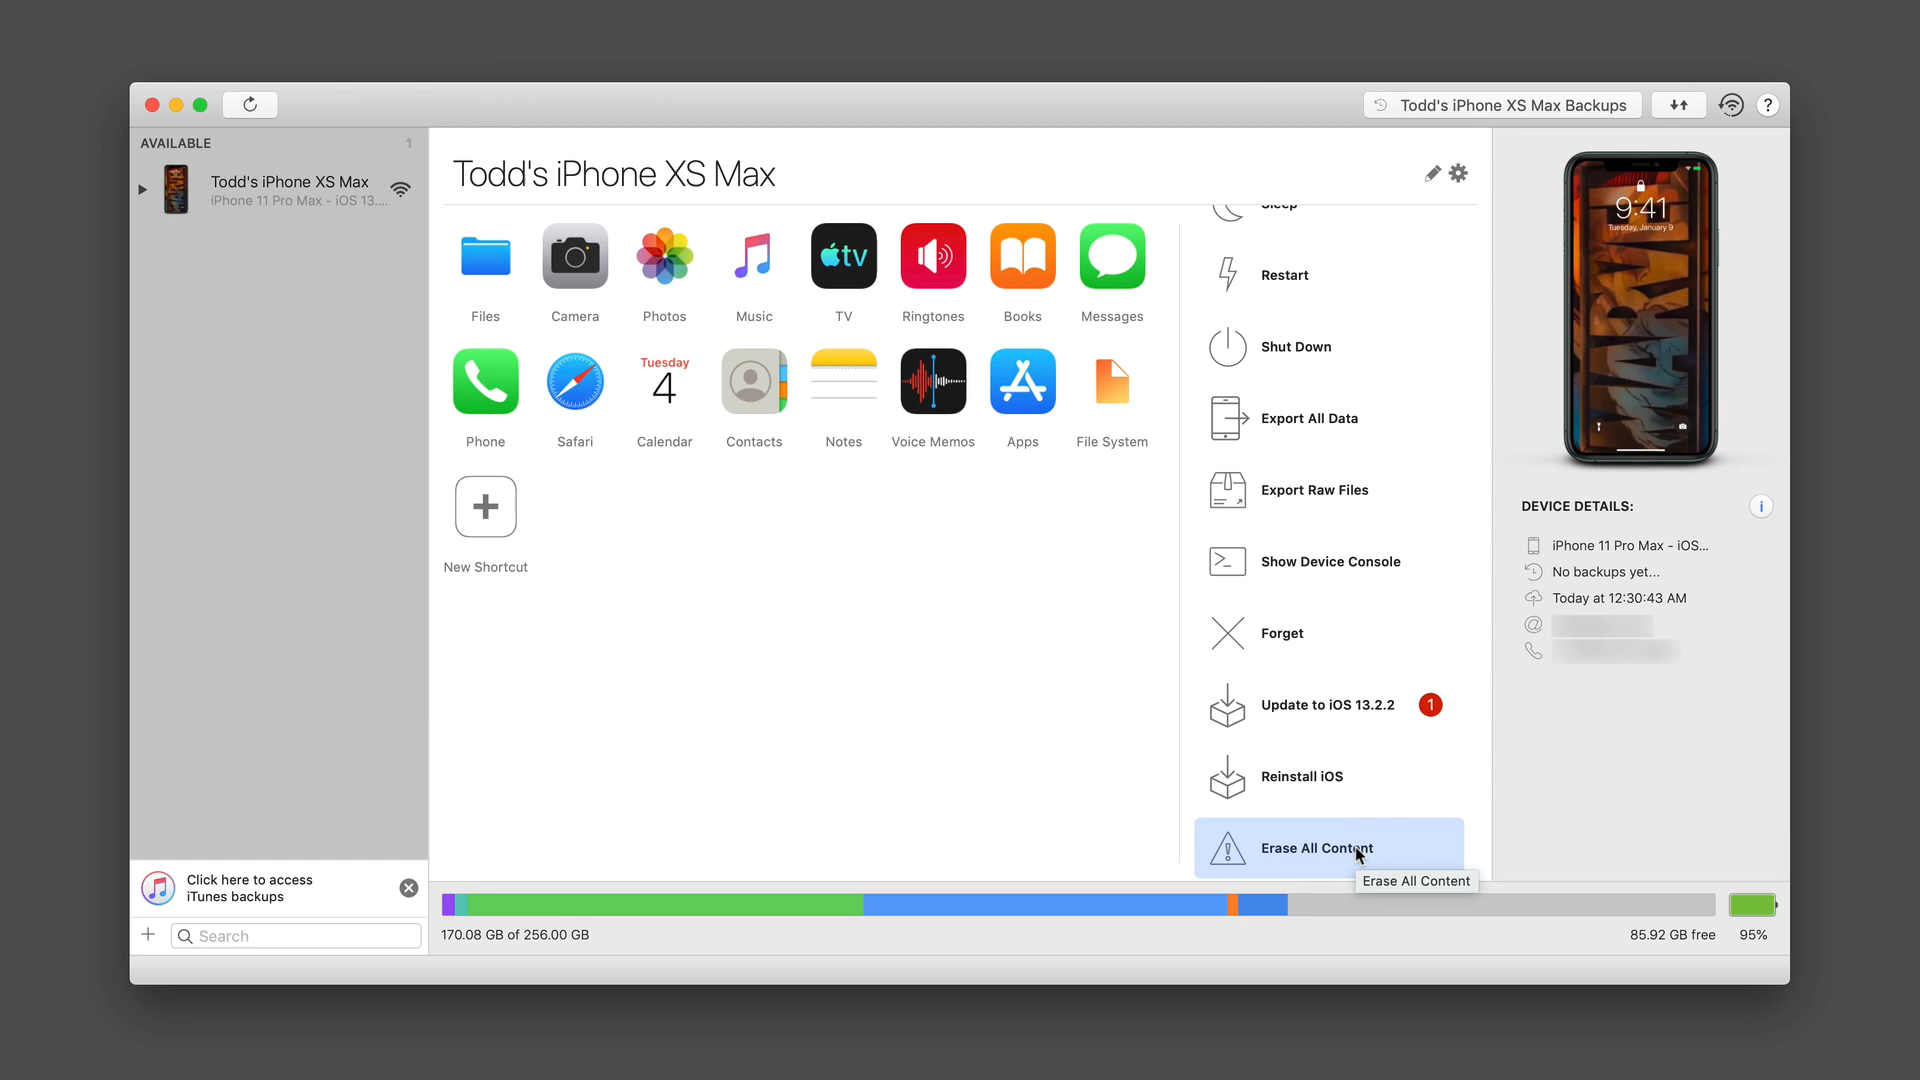 Todd's iPhone XS Max Backups
?
AVAILABLE 1
Todd's iPhone XS Max
iPhone 11 Pro Max - iOS 13....
Todd's iPhone XS Max
tv
Files Camera Photos Music TV Ringtones Books Messages
Tuesday
4
Phone Safari Calendar Contacts Notes Voice Memos Apps File System
New Shortcut
Sleep
Restart
Shut Down
Export All Data
Export Raw Files
Show Device Console
Forget
Update to iOS 13.2.2 1
Reinstall iOS
Erase All Content
Erase All Content
9:41
Tuesday, January 9
DEVICE DETAILS: i
iPhone 11 Pro Max - iOS...
No backups yet...
Today at 12:30:43 AM
Click here to access
iTunes backups
Search
170.08 GB of 256.00 GB
85.92 GB free 95%